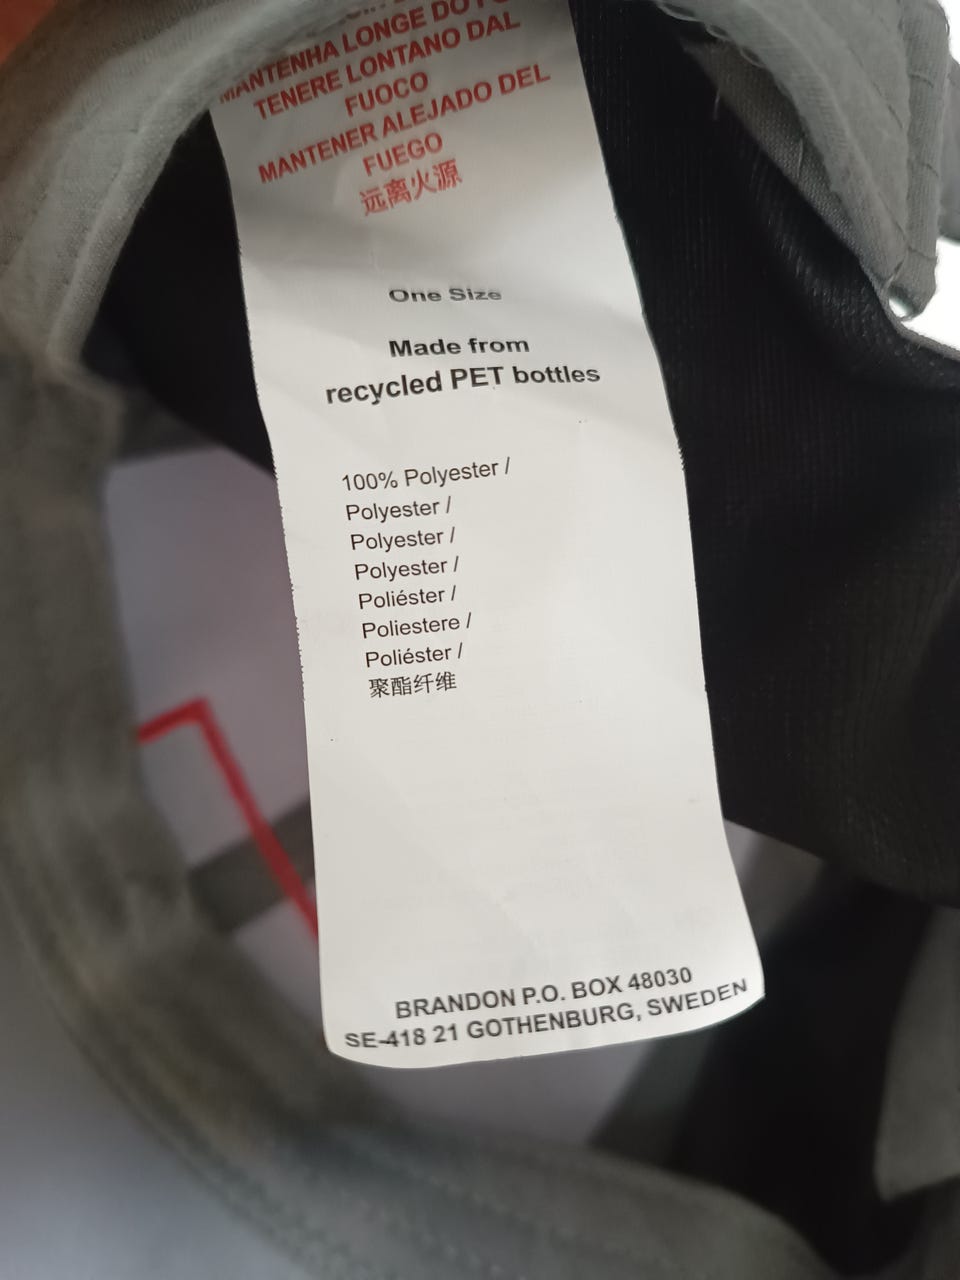 MANTENHA LONGE DO
TENERE LONTANO DAL
FUOCO
MANTENER ALEJADO DEL
FUEGO
远离火源
One Size
Made from
recycled PET bottles
100% Polyester /
Polyester /
Polyester /
Polyester /
Poliéster /
Poliestere /
Poliéster /
聚酯纤维
BRANDON P.O. BOX 48030
SE-418 21 GOTHENBURG, SWEDEN